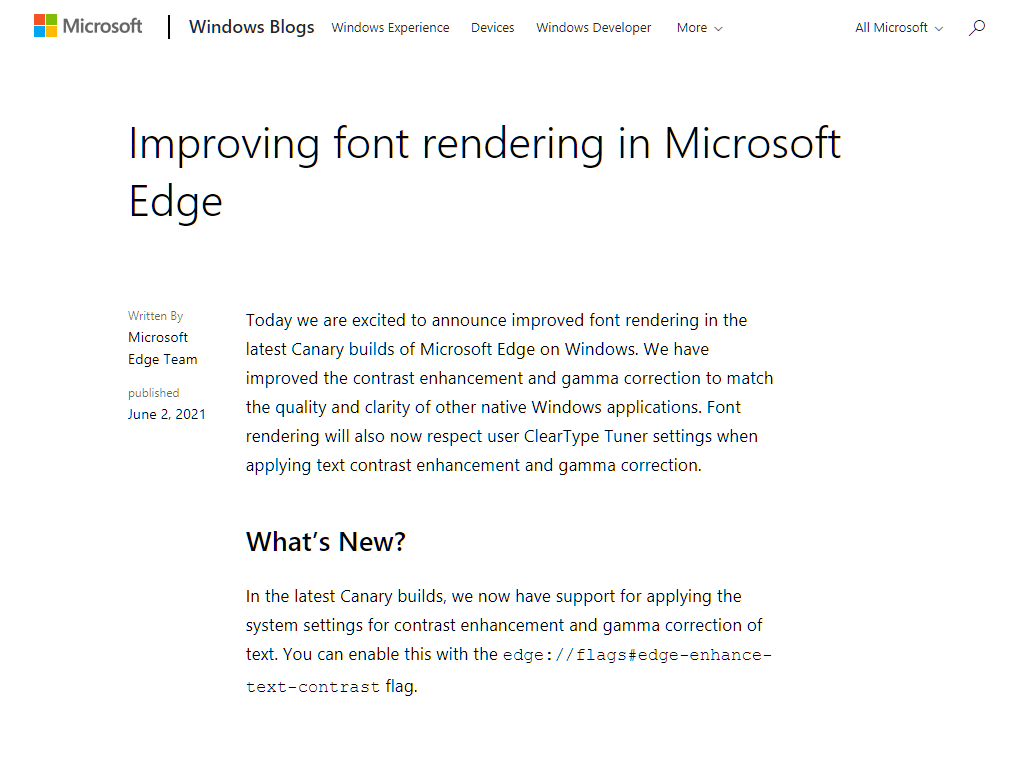 Microsoft | Windows Blogs Windows Experience Devices Windows Developer More All Microsoft
Improving font rendering in Microsoft
Edge
Written By
Microsoft
Edge Team
published
June 2, 2021
Today we are excited to announce improved font rendering in the
latest Canary builds of Microsoft Edge on Windows. We have
improved the contrast enhancement and gamma correction to match
the quality and clarity of other native Windows applications. Font
rendering will also now respect user ClearType Tuner settings when
applying text contrast enhancement and gamma correction.
What's New?
In the latest Canary builds, we now have support for applying the
system settings for contrast enhancement and gamma correction of
text. You can enable this with the edge://flags#edge-enhance-
text-contrast flag.